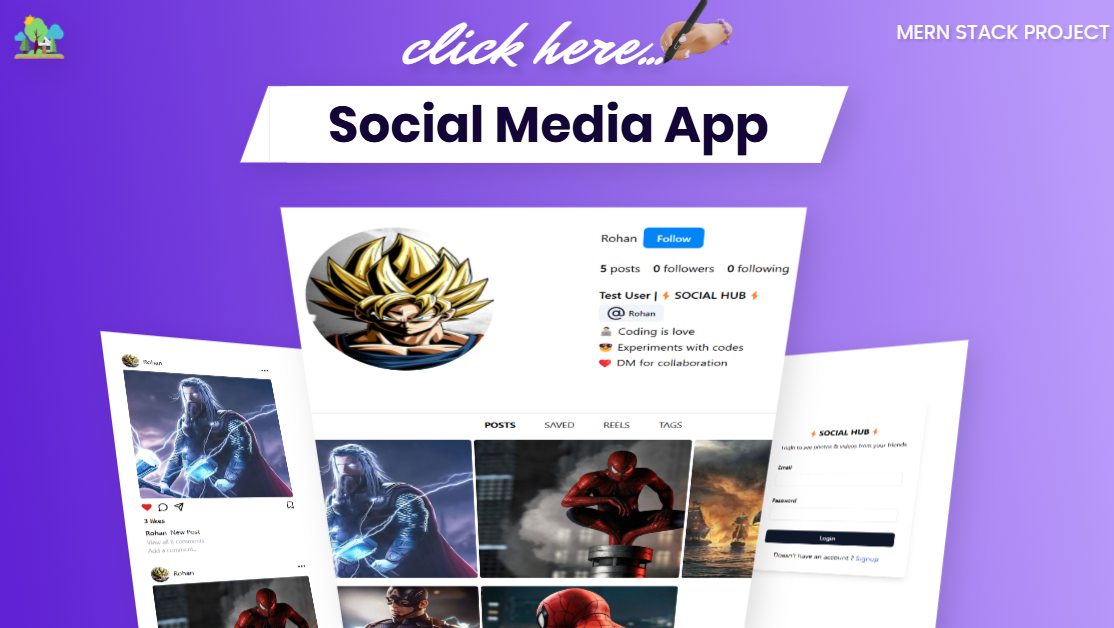 click here...
MERN STACK PROJECT
Social Media App
Rohan Follow
5 posts 0 followers 0 following
Test User | ⚡ SOCIAL HUB ⚡
@ Rohan
Coding is love
Experiments with codes
DM for collaboration
POSTS SAVED REELS TAGS
Rohan
3 likes
Rohan New Post
View all 5 comments
Add a comment...
Rohan
⚡ SOCIAL HUB ⚡
Login to see photos & videos from your friends
Email
Password
Login
Doesn't have an account ? Signup